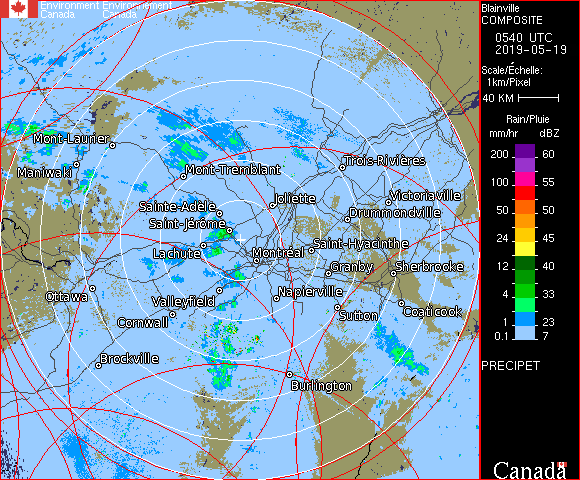 Environment Environnement
Canada Canada
Blainville
COMPOSITE
0540 UTC
2019-05-19
Scale/Échelle:
1km/Pixel
40 KM
Rain/Pluie
mm/hr dBZ
200 60
100 55
50 50
24 45
12 40
4 33
1 23
0.1 7
PRECIPET
Canada
Mont-Laurier
Maniwaki
Mont-Tremblant
Trois-Rivières
Sainte-Adèle
Joliette
Victoriaville
Drummondville
Saint-Jérôme
Lachute
Montréal
Saint-Hyacinthe
Granby
Sherbrooke
Ottawa
Valleyfield
Napierville
Cornwall
Sutton
Coaticook
Brockville
Burlington